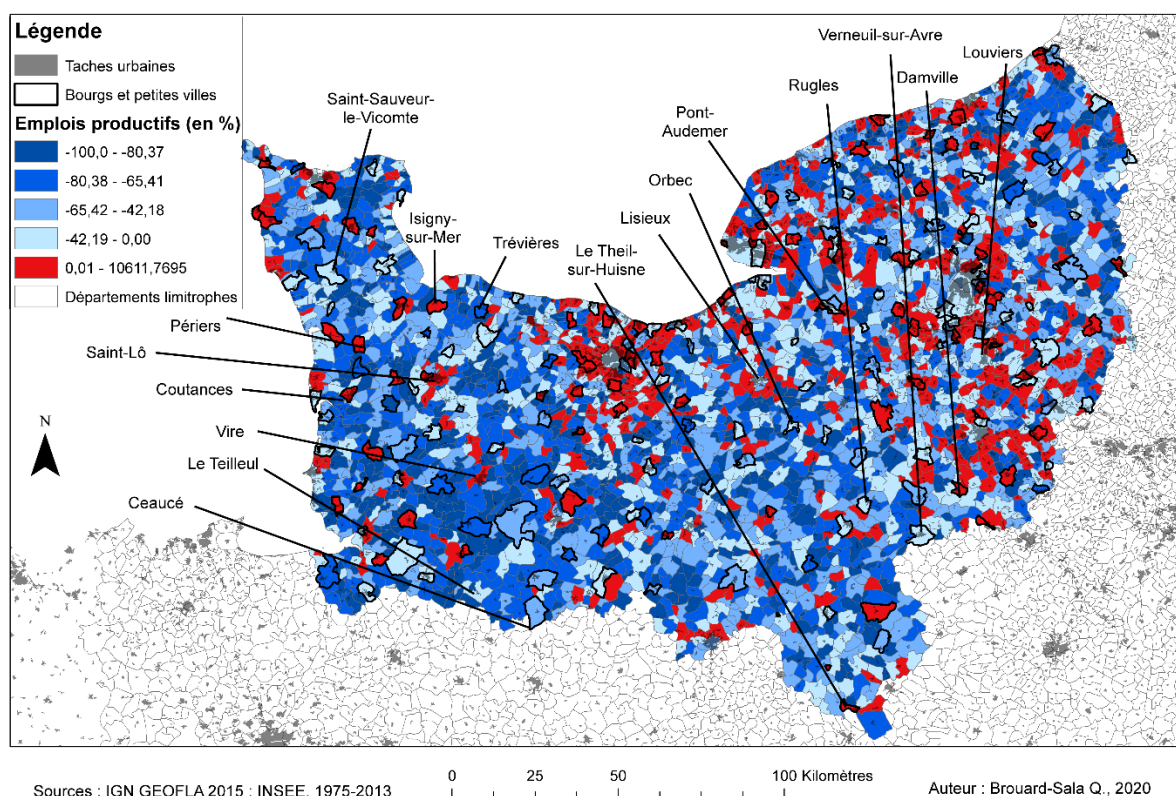 Légende
Taches urbaines
Bourgs et petites villes
Emplois productifs (en %)
-100,0 - -80,37
-80,38 - -65,41
-65,42 - -42,18
-42,19 - 0,00
0,01 - 10611,7695
Départements limitrophes
Saint-Sauveur-
le-Vicomte
Isigny-
sur-Mer
Trévières
Le Theil-
sur-Huisne
Lisieux
Orbec
Pont-
Audemer
Rugles
Verneuil-sur-Avre
Damville
Louviers
Périers
Saint-Lô
Coutances
Vire
Le Teilleul
Ceaucé
N
0 25 50 100 Kilomètres
Sources : IGN GEOFLA 2015 ; INSEE, 1975-2013
Auteur : Brouard-Sala Q., 2020